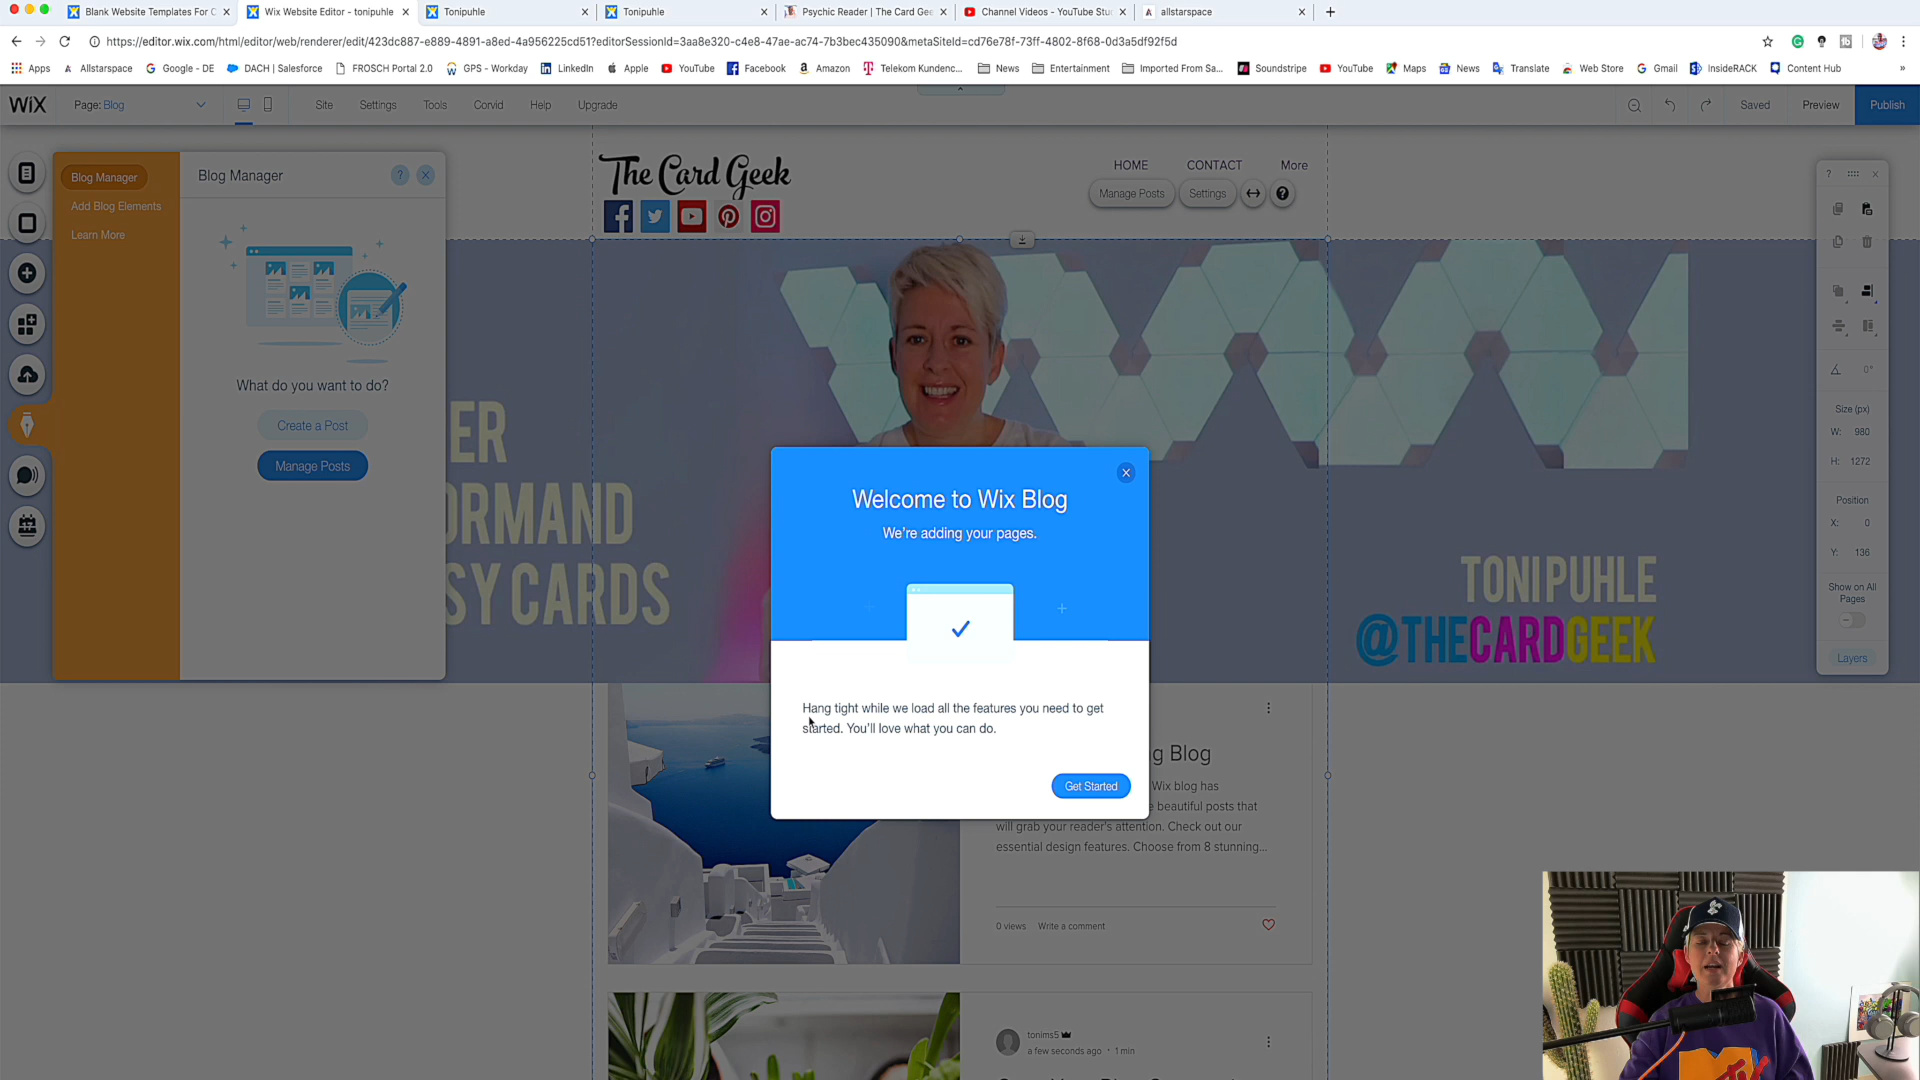 Blank Website Templates For C
Wix Website Editor - tonipuhle
Tonipuhle
Tonipuhle
Psychic Reader | The Card Gee
Channel Videos - YouTube Stu
allstarspace
https://editor.wix.com/html/editor/web/renderer/edit/423dc887-e889-4891-a8ed-4a956225cd51?editorSessionId=3aa8e320-c4e8-47ae-ac74-7b3bec435090&metaSiteId=cd76e78f-73ff-4802-8f68-0d3a5df92f5d
Apps
Allstarspace
Google - DE
DACH | Salesforce
FROSCH Portal 2.0
GPS - Workday
LinkedIn
Apple
YouTube
Facebook
Amazon
Telekom Kundenc...
News
Entertainment
Imported From Sa...
Soundstripe
YouTube
Maps
News
Translate
Web Store
Gmail
InsideRACK
Content Hub
WiX
Page: Blog
Site
Settings
Tools
Corvid
Help
Upgrade
Saved
Preview
Publish
Blog Manager
Add Blog Elements
Learn More
Blog Manager
What do you want to do?
Create a Post
Manage Posts
The Card Geek
HOME
CONTACT
More
Manage Posts
Settings
ER
ORMAND
SY CARDS
TONI PUHLE
@THECARDGEEK
Welcome to Wix Blog
We're adding your pages.
Hang tight while we load all the features you need to get
started. You'll love what you can do.
Get Started
g Blog
Wix blog has
e beautiful posts that
will grab your reader's attention. Check out our
essential design features. Choose from 8 stunning...
0 views
Write a comment
tonims5
a few seconds ago · 1 min
0°
Size (px)
W: 980
H: 1272
Position
X: 0
Y: 136
Show on All
Pages
Layers